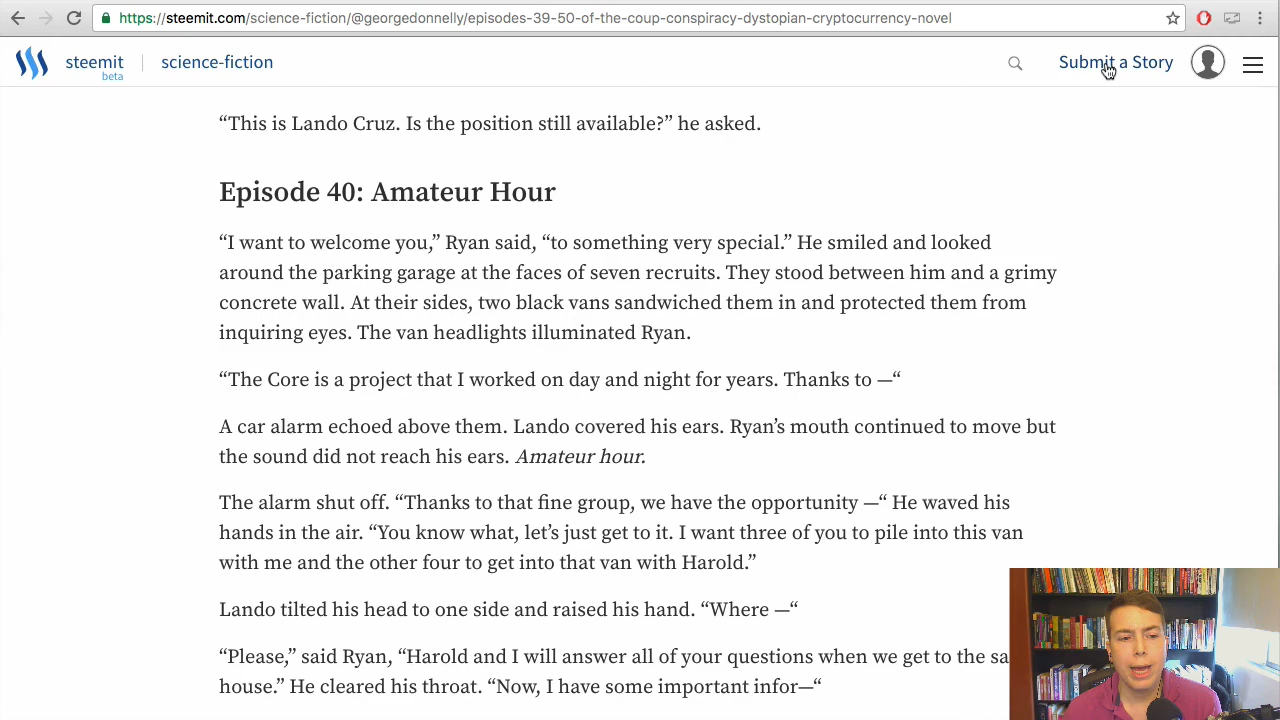 https://steemit.com/science-fiction/@georgedonnelly/episodes-39-50-of-the-coup-conspiracy-dystopian-cryptocurrency-novel
steemit
beta
science-fiction
Submit a Story
“This is Lando Cruz. Is the position still available?” he asked.
Episode 40: Amateur Hour
“I want to welcome you,” Ryan said, “to something very special.” He smiled and looked
around the parking garage at the faces of seven recruits. They stood between him and a grimy
concrete wall. At their sides, two black vans sandwiched them in and protected them from
inquiring eyes. The van headlights illuminated Ryan.
“The Core is a project that I worked on day and night for years. Thanks to —“
A car alarm echoed above them. Lando covered his ears. Ryan’s mouth continued to move but
the sound did not reach his ears. Amateur hour.
The alarm shut off. “Thanks to that fine group, we have the opportunity —“ He waved his
hands in the air. “You know what, let’s just get to it. I want three of you to pile into this van
with me and the other four to get into that van with Harold.”
Lando tilted his head to one side and raised his hand. “Where —“
“Please,” said Ryan, “Harold and I will answer all of your questions when we get to the sa
house.” He cleared his throat. “Now, I have some important infor—“